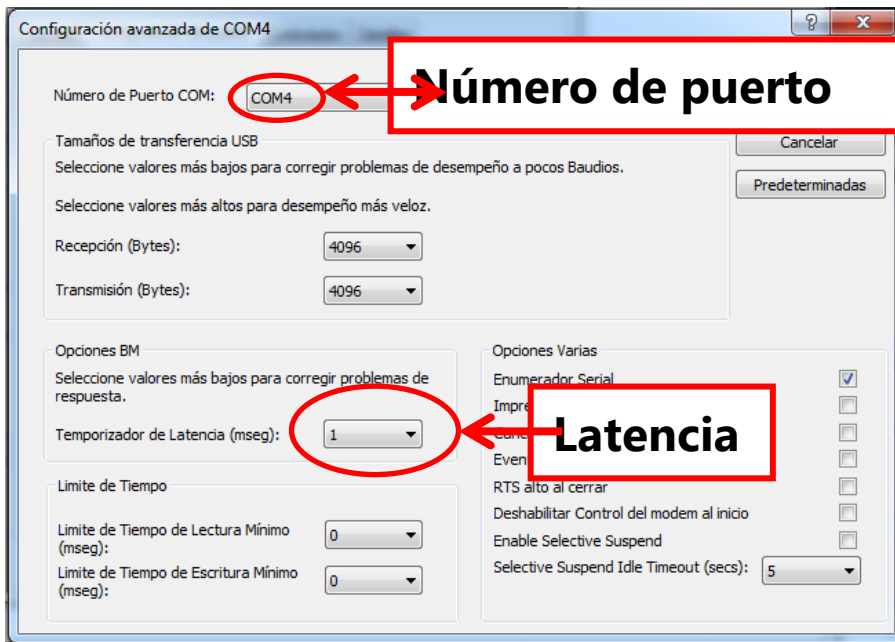 Configuración avanzada de COM4
Número de Puerto COM:
COM4
Número de puerto
Tamaños de transferencia USB
Seleccione valores más bajos para corregir problemas de desempeño a pocos Baudios.
Cancelar
Predeterminadas
Seleccione valores más altos para desempeño más veloz.
Recepción (Bytes):
4096
Transmisión (Bytes):
4096
Opciones BM
Seleccione valores más bajos para corregir problemas de
respuesta.
Temporizador de Latencia (mseg):
1
Limite de Tiempo
Limite de Tiempo de Lectura Mínimo
(mseg):
0
Limite de Tiempo de Escritura Mínimo
(mseg):
0
Opciones Varias
Enumerador Serial
Latencia
RTS alto al cerrar
Deshabilitar Control del modem al inicio
Enable Selective Suspend
Selective Suspend Idle Timeout (secs):
5